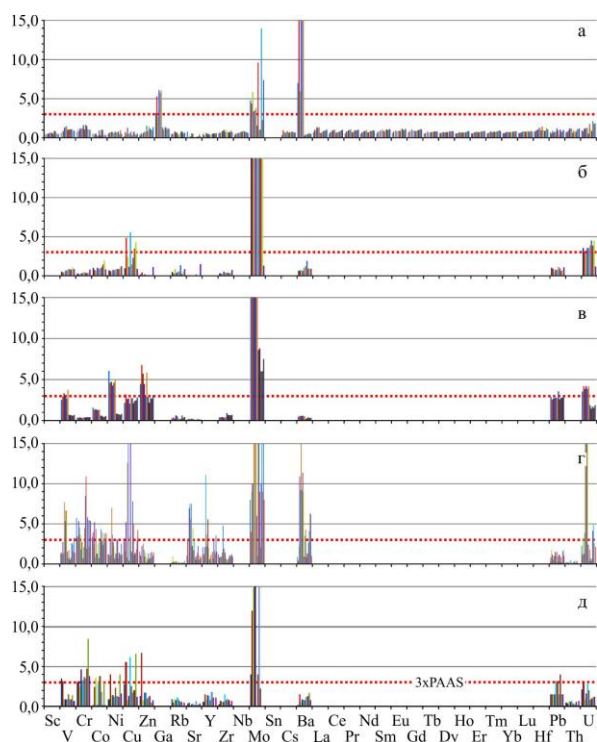 15,0
а
10,0
5,0
0,0
15,0
б
10,0
5,0
0,0
15,0
в
10,0
5,0
0,0
15,0
г
10,0
5,0
0,0
15,0
д
10,0
5,0
3xPAAS
0,0
Sc Cr Ni Zn Rb Y Nb Sn Ba Ce Nd Eu Tb Ho Tm Lu Pb U
V Co Cu Ga Sr Zr Mo Cs La Pr Sm Gd Dy Er Yb Hf Th